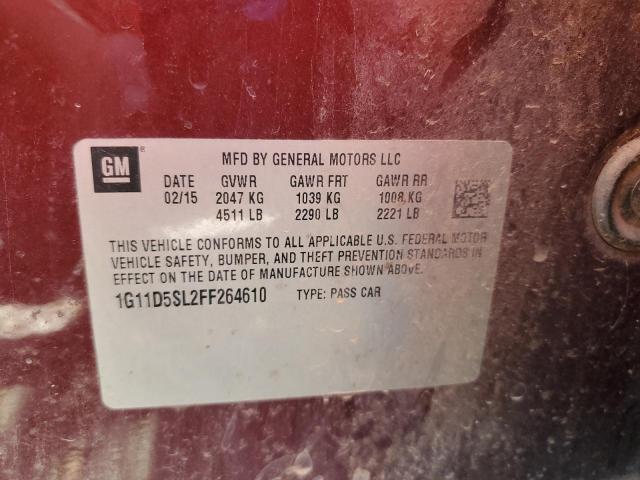 GM ® MFD BY GENERAL MOTORS LLC
DATE GVWR GAWR FRT GAWR RR
02/15 2047 KG 1039 KG 1008 KG
4511 LB 2290 LB 2221 LB
THIS VEHICLE CONFORMS TO ALL APPLICABLE U.S. FEDERAL MOTOR
VEHICLE SAFETY, BUMPER, AND THEFT PREVENTION STANDARDS IN
EFFECT ON THE DATE OF MANUFACTURE SHOWN ABOVE.
1G11D5SL2FF264610 TYPE: PASS CAR